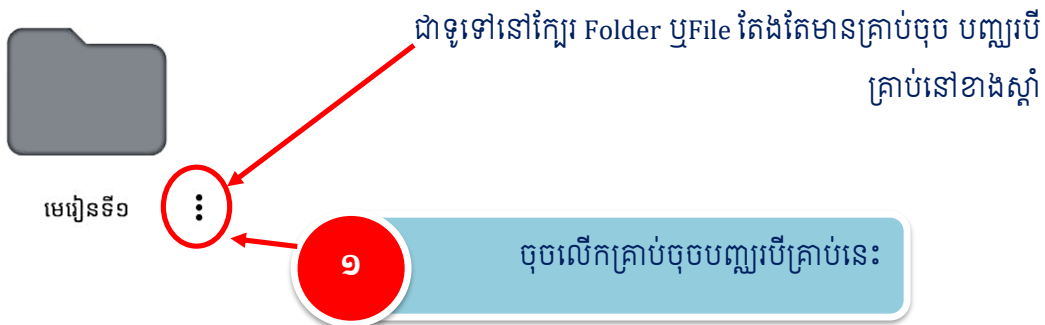 ជាទូទៅនៅក្បែរ Folder ឬFile តែងតែមានគ្រាប់ចុច បញ្ឈរបី
គ្រាប់នៅខាងស្តាំ
មេរៀនទី១
១
ចុចលើកគ្រាប់ចុចបញ្ឈរបីគ្រាប់នេះ